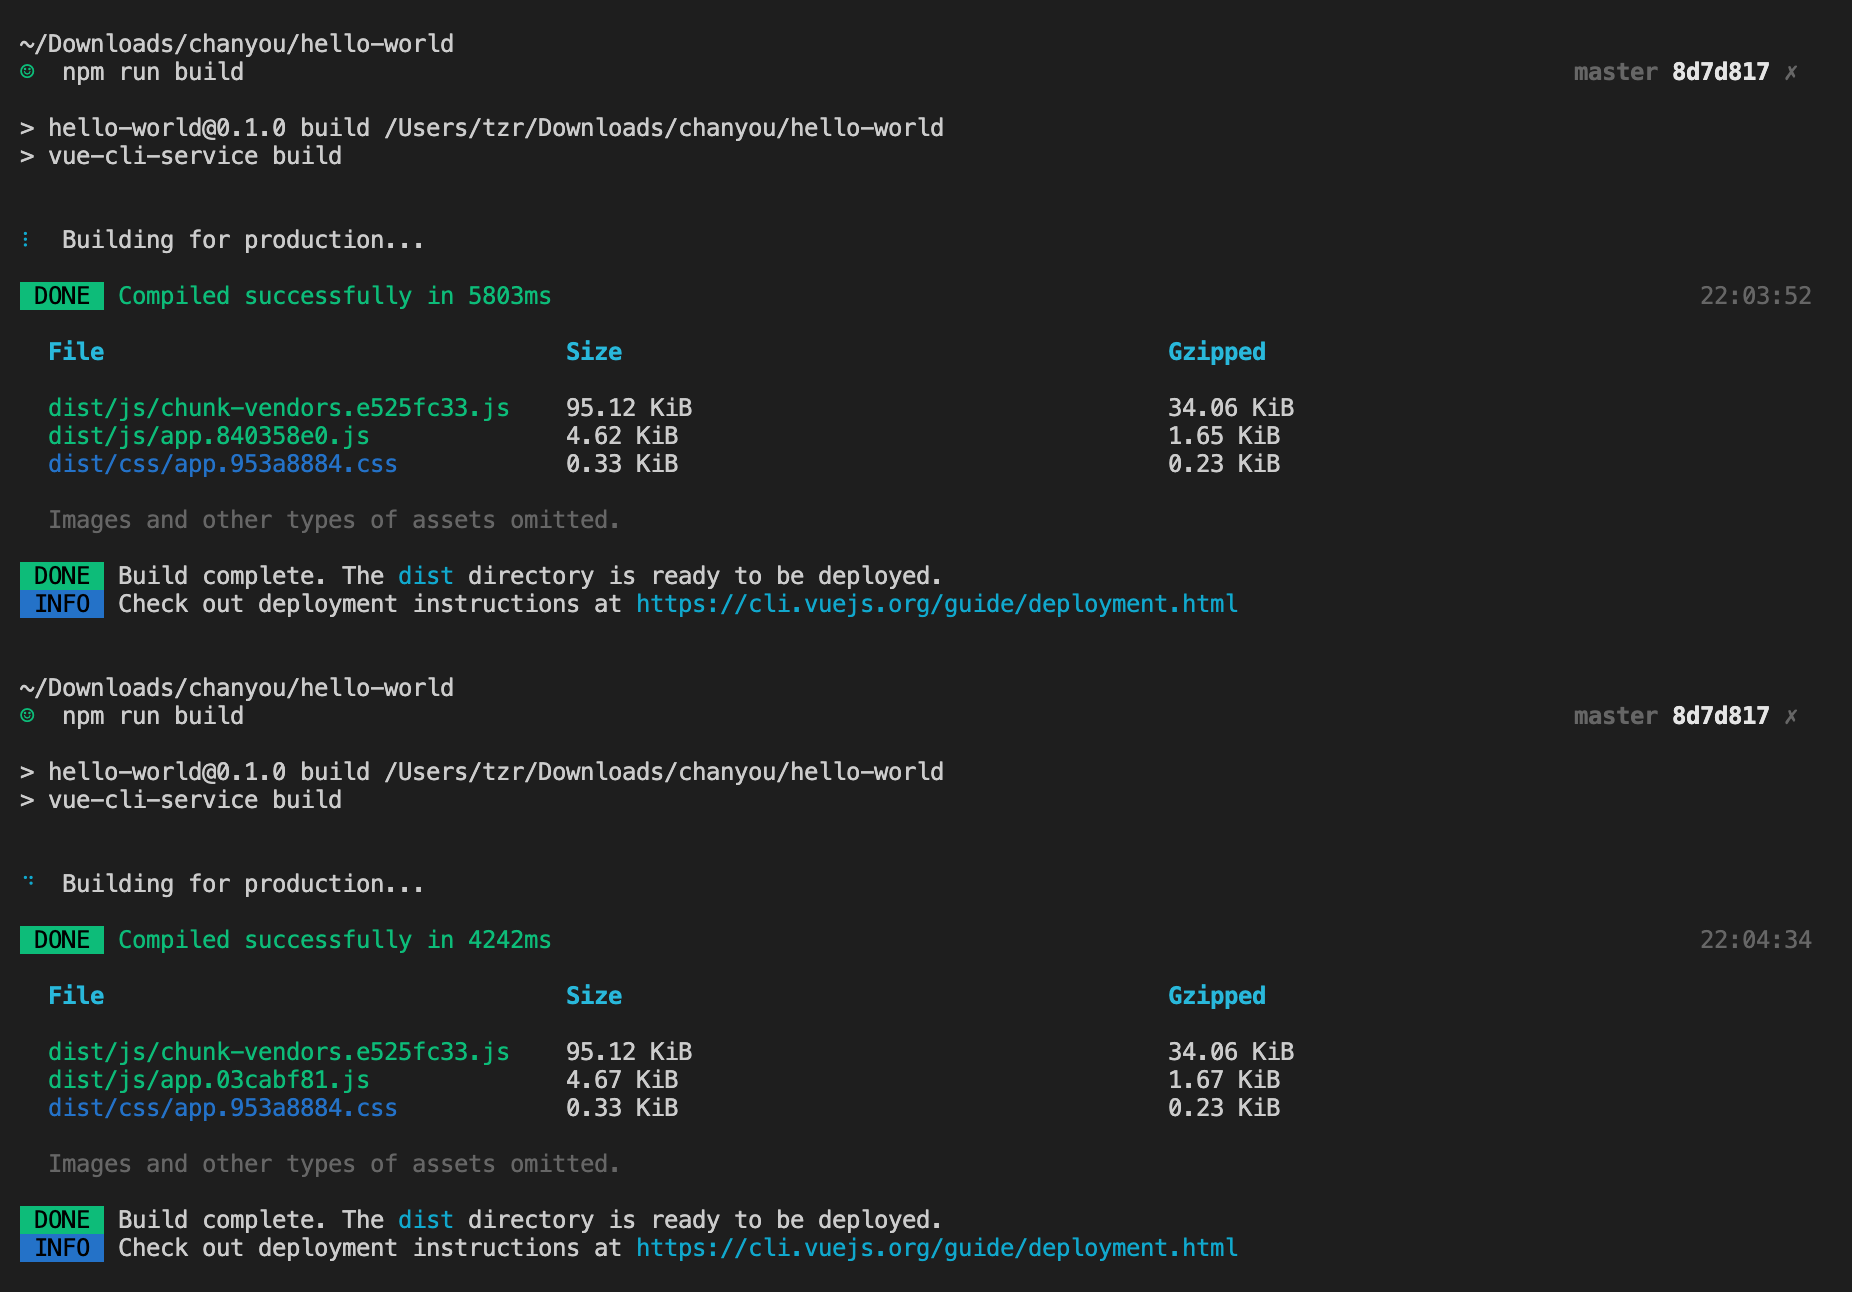 ~/Downloads/chanyou/hello-world
☺ npm run build master 8d7d817 ✗
> hello-world@0.1.0 build /Users/tzr/Downloads/chanyou/hello-world
> vue-cli-service build
⠇ Building for production...
DONE Compiled successfully in 5803ms 22:03:52
File Size Gzipped
dist/js/chunk-vendors.e525fc33.js 95.12 KiB 34.06 KiB
dist/js/app.840358e0.js 4.62 KiB 1.65 KiB
dist/css/app.953a8884.css 0.33 KiB 0.23 KiB
Images and other types of assets omitted.
DONE Build complete. The dist directory is ready to be deployed.
INFO Check out deployment instructions at https://cli.vuejs.org/guide/deployment.html
~/Downloads/chanyou/hello-world
☺ npm run build master 8d7d817 ✗
> hello-world@0.1.0 build /Users/tzr/Downloads/chanyou/hello-world
> vue-cli-service build
⠙ Building for production...
DONE Compiled successfully in 4242ms 22:04:34
File Size Gzipped
dist/js/chunk-vendors.e525fc33.js 95.12 KiB 34.06 KiB
dist/js/app.03cabf81.js 4.67 KiB 1.67 KiB
dist/css/app.953a8884.css 0.33 KiB 0.23 KiB
Images and other types of assets omitted.
DONE Build complete. The dist directory is ready to be deployed.
INFO Check out deployment instructions at https://cli.vuejs.org/guide/deployment.html